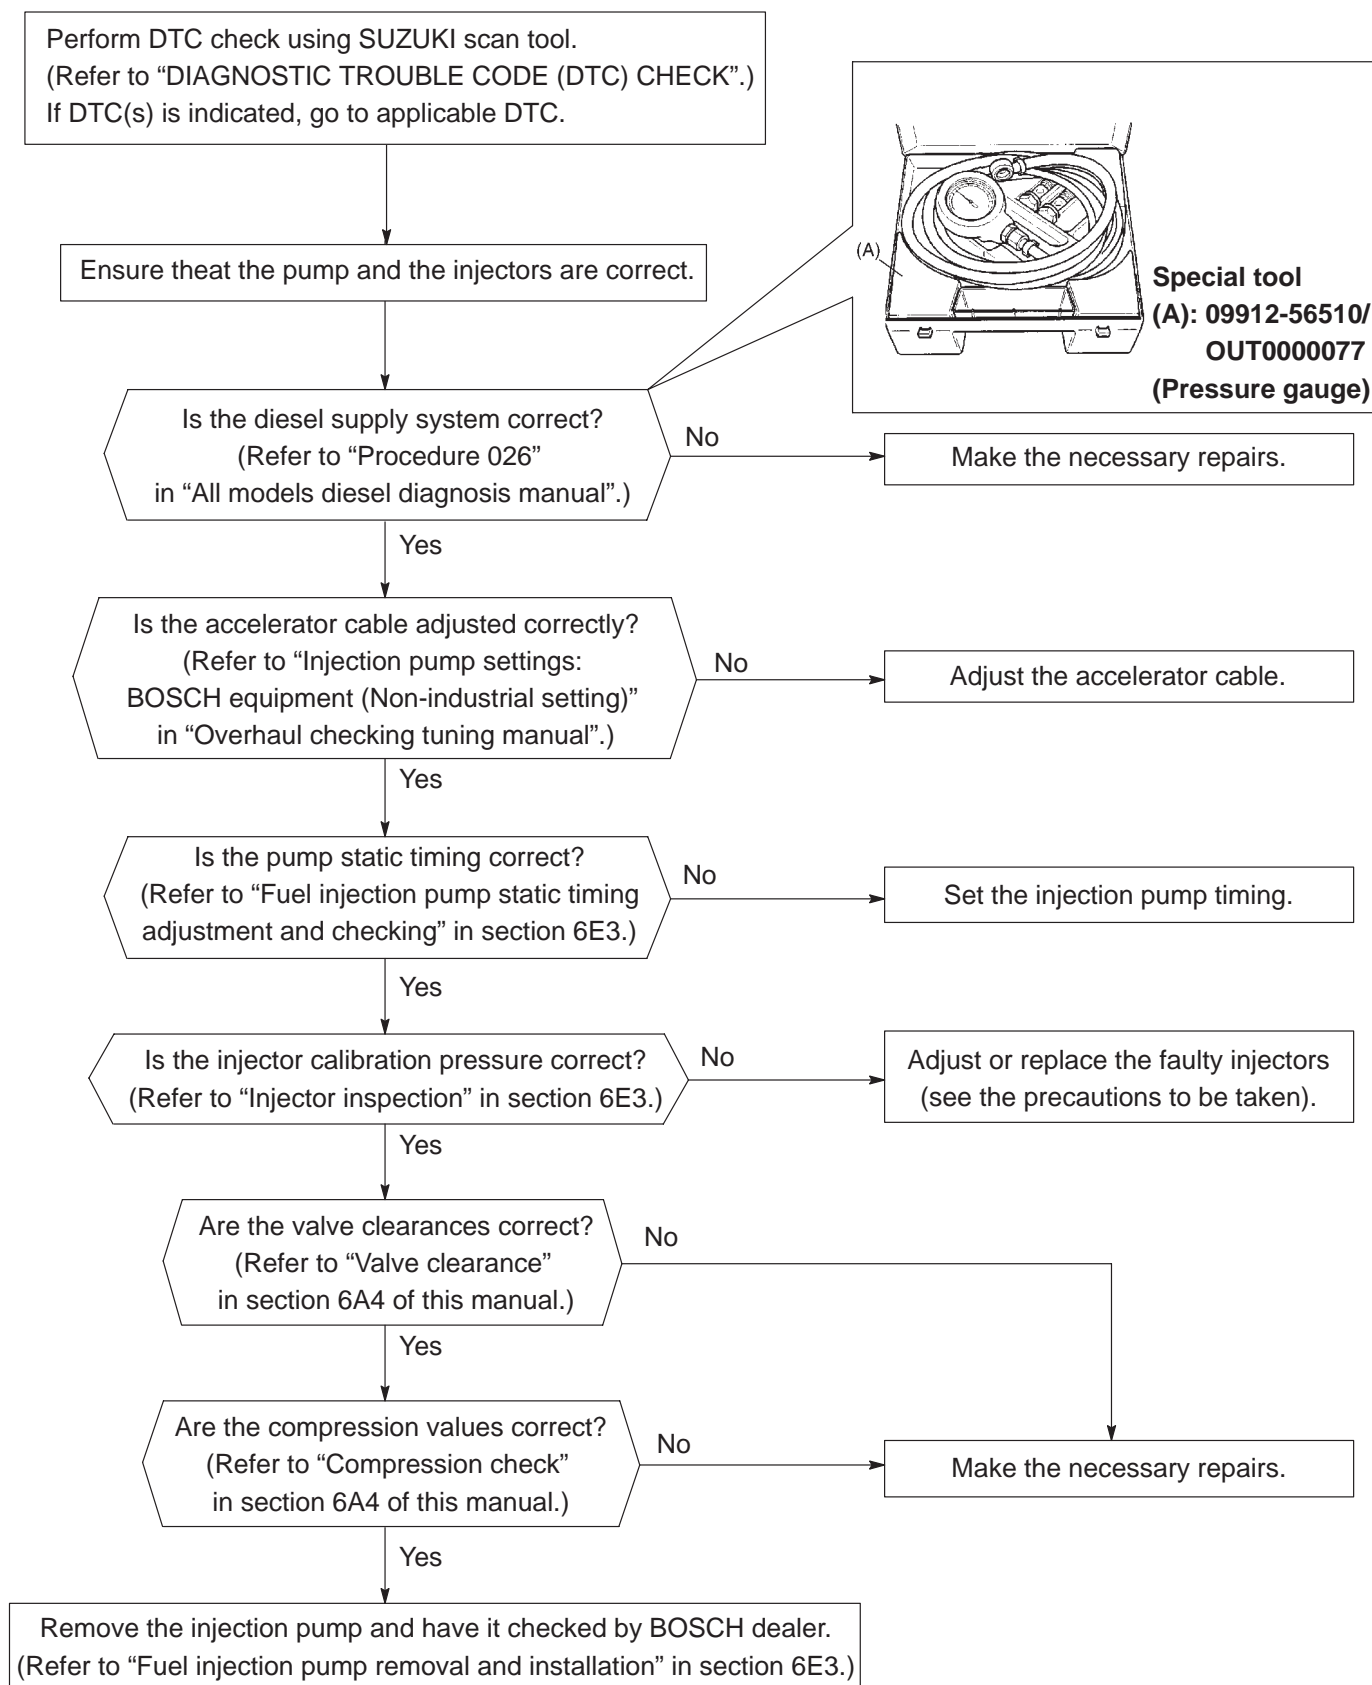 Perform DTC check using SUZUKI scan tool.
(Refer to “DIAGNOSTIC TROUBLE CODE (DTC) CHECK”.)
If DTC(s) is indicated, go to applicable DTC.
(A)
Special tool
(A): 09912-56510/
OUT0000077
(Pressure gauge)
Ensure theat the pump and the injectors are correct.
Is the diesel supply system correct?
(Refer to “Procedure 026”
in “All models diesel diagnosis manual”.)
No
Make the necessary repairs.
Yes
Is the accelerator cable adjusted correctly?
(Refer to “Injection pump settings:
BOSCH equipment (Non-industrial setting)”
in “Overhaul checking tuning manual”.)
No
Adjust the accelerator cable.
Yes
Is the pump static timing correct?
(Refer to “Fuel injection pump static timing
adjustment and checking” in section 6E3.)
No
Set the injection pump timing.
Yes
Is the injector calibration pressure correct?
(Refer to “Injector inspection” in section 6E3.)
No
Adjust or replace the faulty injectors
(see the precautions to be taken).
Yes
Are the valve clearances correct?
(Refer to “Valve clearance”
in section 6A4 of this manual.)
No
Yes
Are the compression values correct?
(Refer to “Compression check”
in section 6A4 of this manual.)
No
Make the necessary repairs.
Yes
Remove the injection pump and have it checked by BOSCH dealer.
(Refer to “Fuel injection pump removal and installation” in section 6E3.)